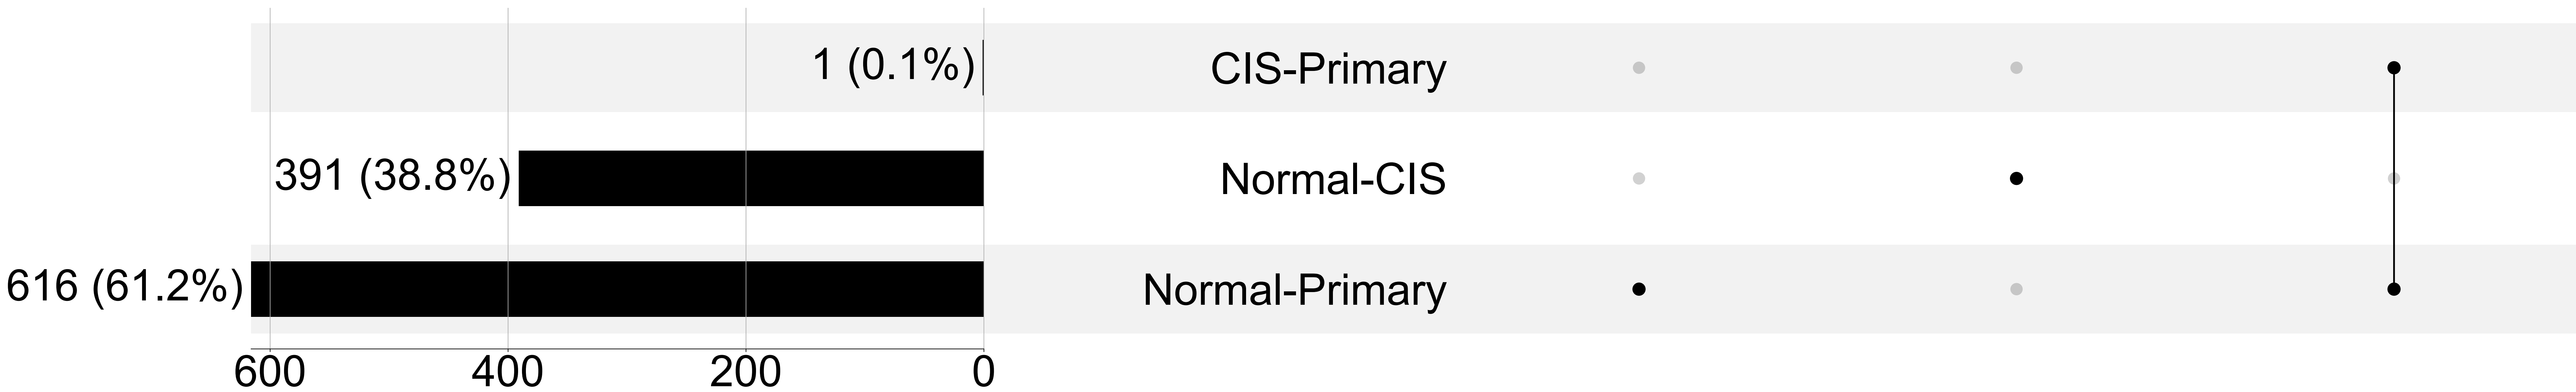 1 (0.1%) CIS-Primary
391 (38.8%) Normal-CIS
616 (61.2%) Normal-Primary
600 400 200 0